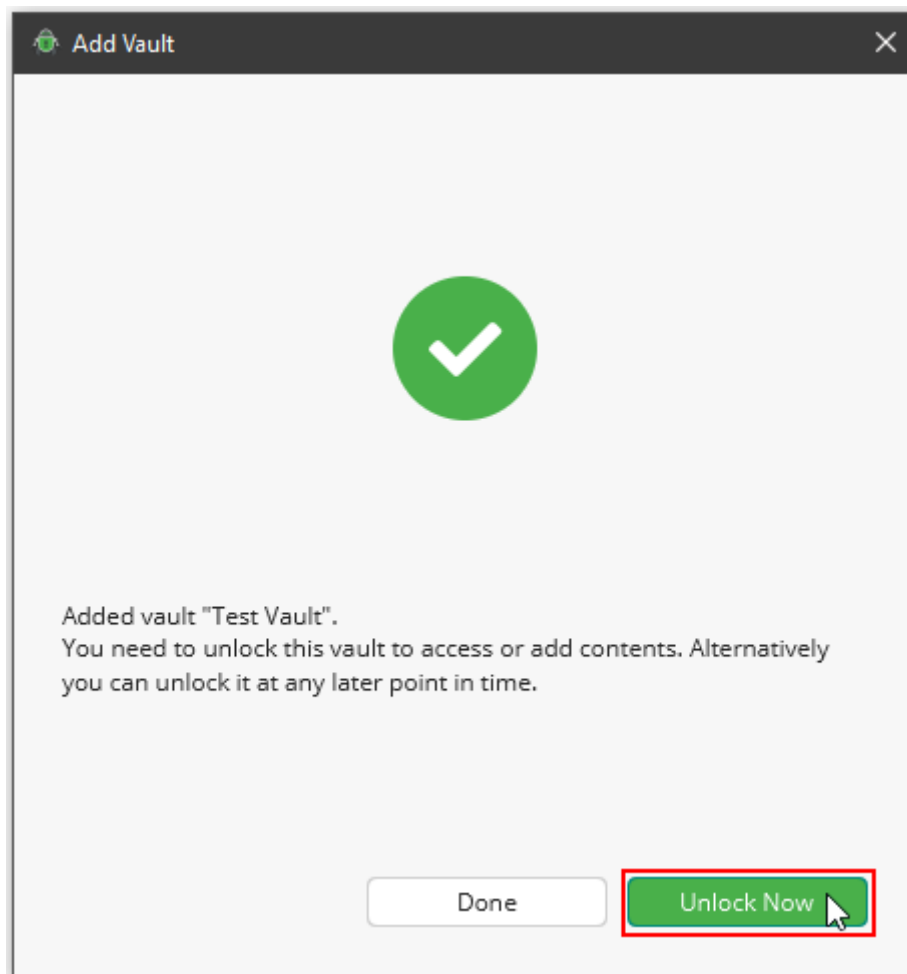 Add Vault
Added vault "Test Vault".
You need to unlock this vault to access or add contents. Alternatively
you can unlock it at any later point in time.
Done
Unlock Now